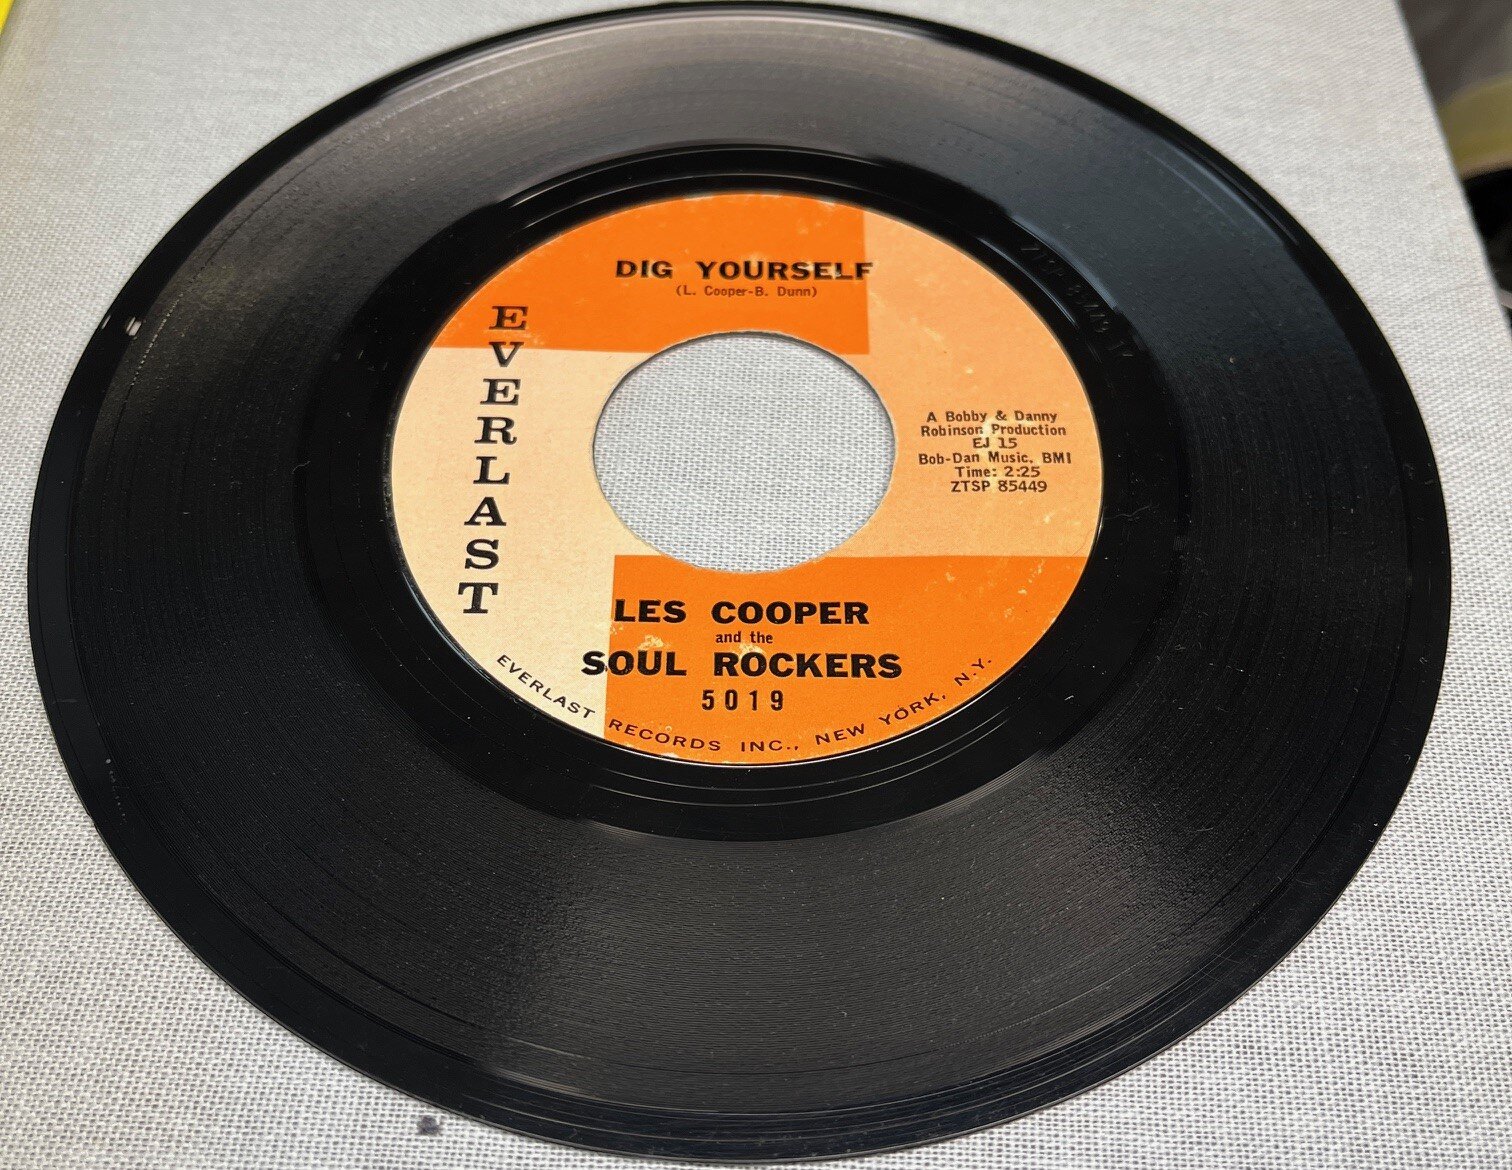 DIG YOURSELF
(L. Cooper-B. Dunn)
EVERLAST
A Bobby & Danny
Robinson Production
EJ 15
Bob-Dan Music, BMI
Time: 2:25
ZTSP 85449
LES COOPER
and the
SOUL ROCKERS
5019
EVERLAST RECORDS INC., NEW YORK, N.Y.